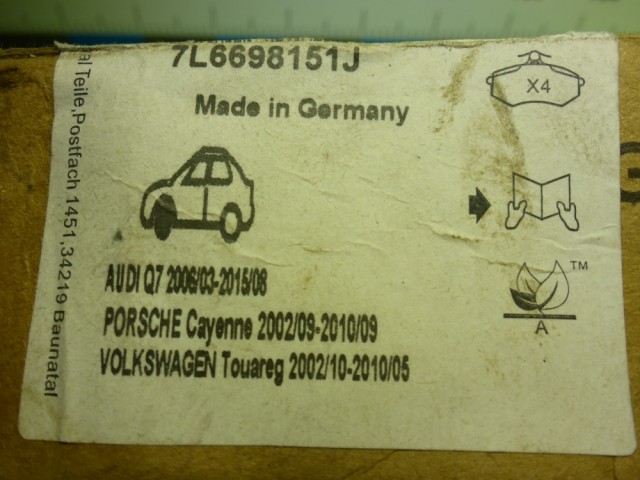 7L6698151J
X4
Made in Germany
al Teile,Postfach 1451,34219 Baunatal
AUDI Q7 2006/03-2015/08
PORSCHE Cayenne 2002/09-2010/09
VOLKSWAGEN Touareg 2002/10-2010/05
TM
A
G